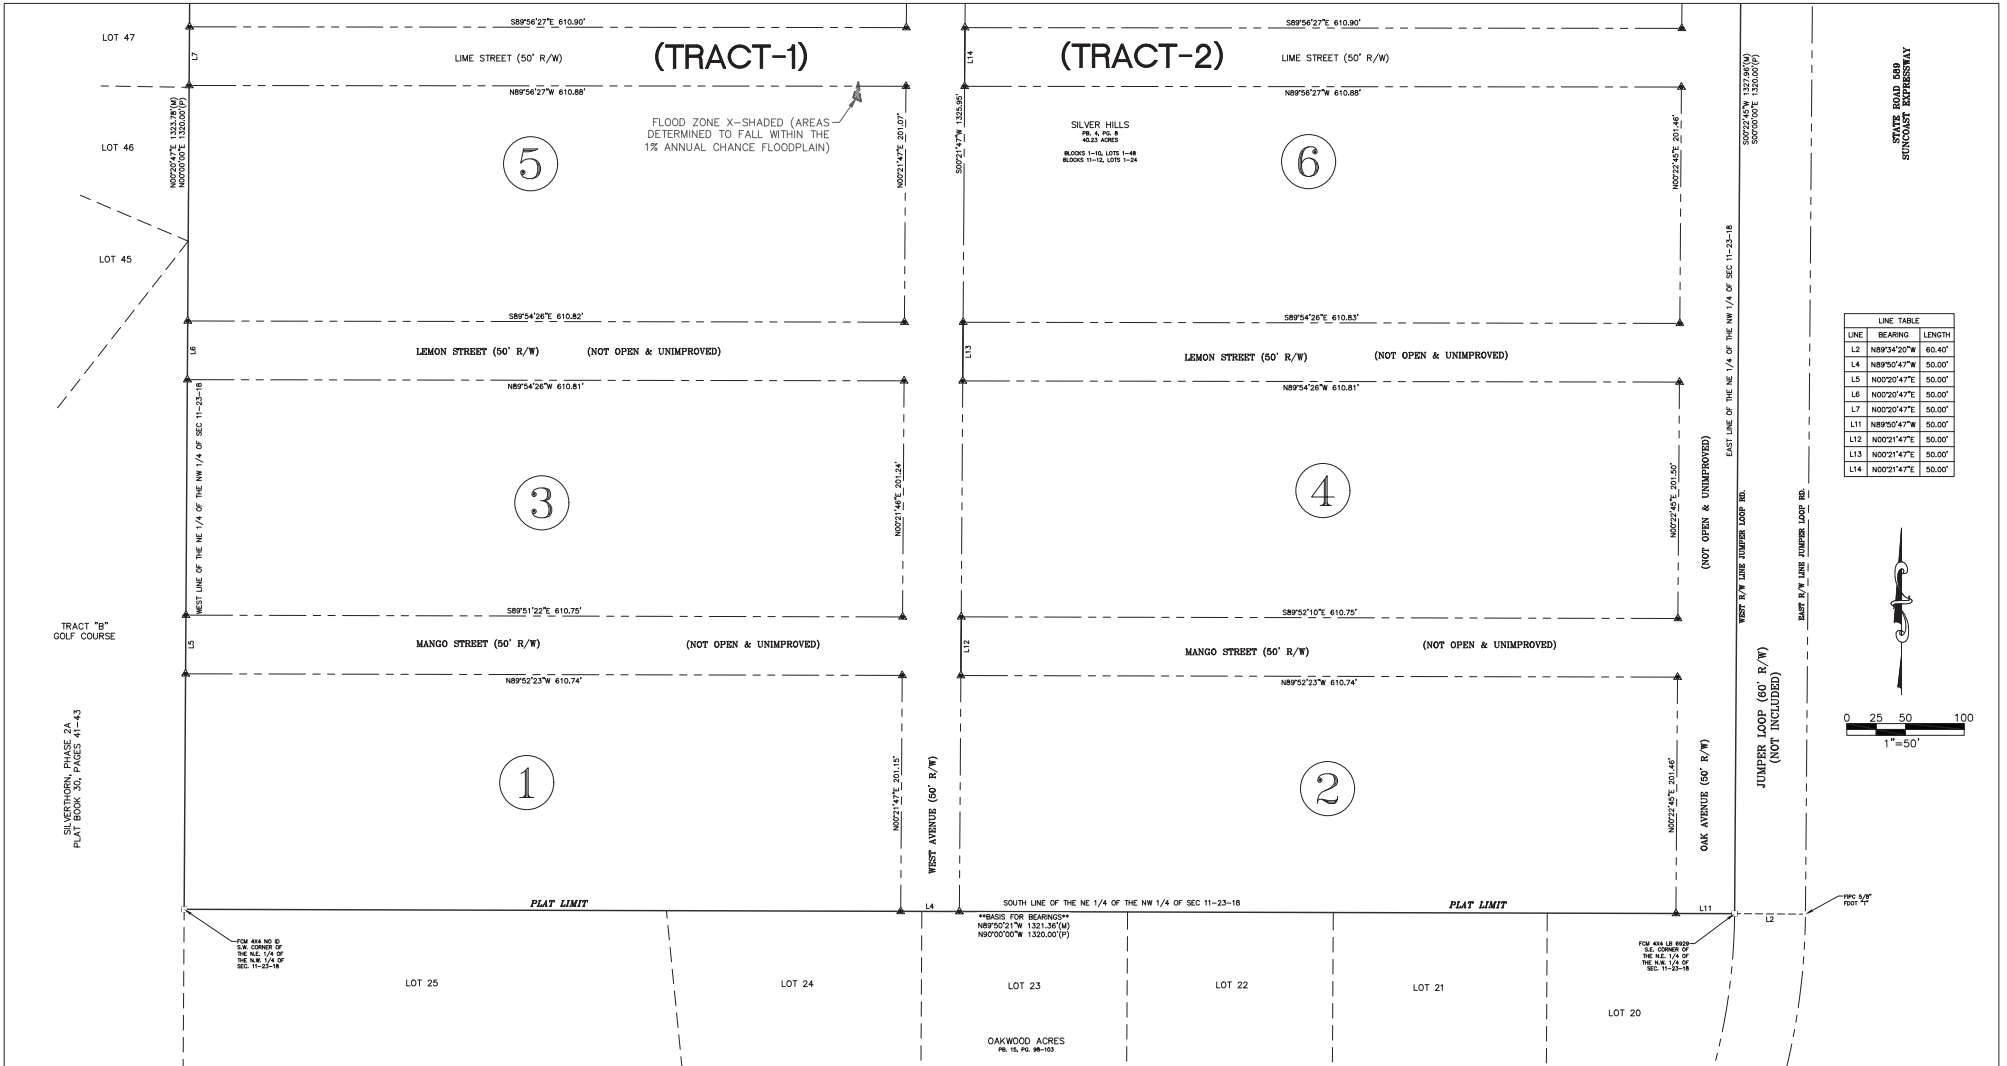 S89°56'27"E 610.90'
S89°56'27"E 610.90'
LOT 47
L7
LIME STREET (50' R/W)
(TRACT-1)
L14
(TRACT-2)
LIME STREET (50' R/W)
N89°56'27"W 610.88'
N89°56'27"W 610.88'
S00°22'45"W 1327.96'(M)
S00°00'00"E 1320.00'(P)
STATE ROAD 589
SUNCOAST EXPRESSWAY
N00°20'47"E 1323.78'(M)
N00°00'00"E 1320.00'(P)
FLOOD ZONE X-SHADED (AREAS
DETERMINED TO FALL WITHIN THE
1% ANNUAL CHANCE FLOODPLAIN)
N00°21'47"E 201.07'
S00°21'47"W 1325.95'
SILVER HILLS
PB. 4, PG. 8
40.23 ACRES
BLOCKS 1-10, LOTS 1-48
BLOCKS 11-12, LOTS 1-24
N00°22'45"E 201.46'
LOT 46
5
6
LOT 45
EAST LINE OF THE NE 1/4 OF THE NW 1/4 OF SEC 11-23-18
S89°54'26"E 610.82'
S89°54'26"E 610.83'
L6
LEMON STREET (50' R/W)
(NOT OPEN & UNIMPROVED)
L13
LEMON STREET (50' R/W)
(NOT OPEN & UNIMPROVED)
N89°54'26"W 610.81'
N89°54'26"W 610.81'
LINE TABLE
LINE BEARING LENGTH
L2 N89°34'20"W 60.40'
L4 N89°50'47"W 50.00'
L5 N00°20'47"E 50.00'
L6 N00°20'47"E 50.00'
L7 N00°20'47"E 50.00'
L11 N89°50'47"W 50.00'
L12 N00°21'47"E 50.00'
L13 N00°21'47"E 50.00'
L14 N00°21'47"E 50.00'
WEST LINE OF THE NE 1/4 OF THE NW 1/4 OF SEC 11-23-18
3
N00°21'46"E 201.24'
4
N00°22'45"E 201.50'
(NOT OPEN & UNIMPROVED)
WEST R/W LINE JUMPER LOOP RD.
EAST R/W LINE JUMPER LOOP RD.
S89°51'22"E 610.75'
S89°52'10"E 610.75'
TRACT "B"
GOLF COURSE
L5
MANGO STREET (50' R/W)
(NOT OPEN & UNIMPROVED)
L12
MANGO STREET (50' R/W)
(NOT OPEN & UNIMPROVED)
N89°52'23"W 610.74'
N89°52'23"W 610.74'
JUMPER LOOP (60' R/W)
(NOT INCLUDED)
0 25 50 100
1"=50'
SILVERTHORN, PHASE 2A
PLAT BOOK 30, PAGES 41-43
1
N00°21'47"E 201.15'
WEST AVENUE (50' R/W)
2
N00°22'45"E 201.46'
OAK AVENUE (50' R/W)
PLAT LIMIT
L4
SOUTH LINE OF THE NE 1/4 OF THE NW 1/4 OF SEC 11-23-18
PLAT LIMIT
L11
L2
FIPC 5/8"
FDOT "T"
**BASIS FOR BEARINGS**
N89°50'21"W 1321.36'(M)
N90°00'00"W 1320.00'(P)
FCM 4X4 NO ID
S.W. CORNER OF
THE N.E. 1/4 OF
THE N.W. 1/4 OF
SEC. 11-23-18
FCM 4X4 LB 6929
S.E. CORNER OF
THE N.E. 1/4 OF
THE N.W. 1/4 OF
SEC. 11-23-18
LOT 25
LOT 24
LOT 23
LOT 22
LOT 21
LOT 20
OAKWOOD ACRES
PB. 15, PG. 98-103